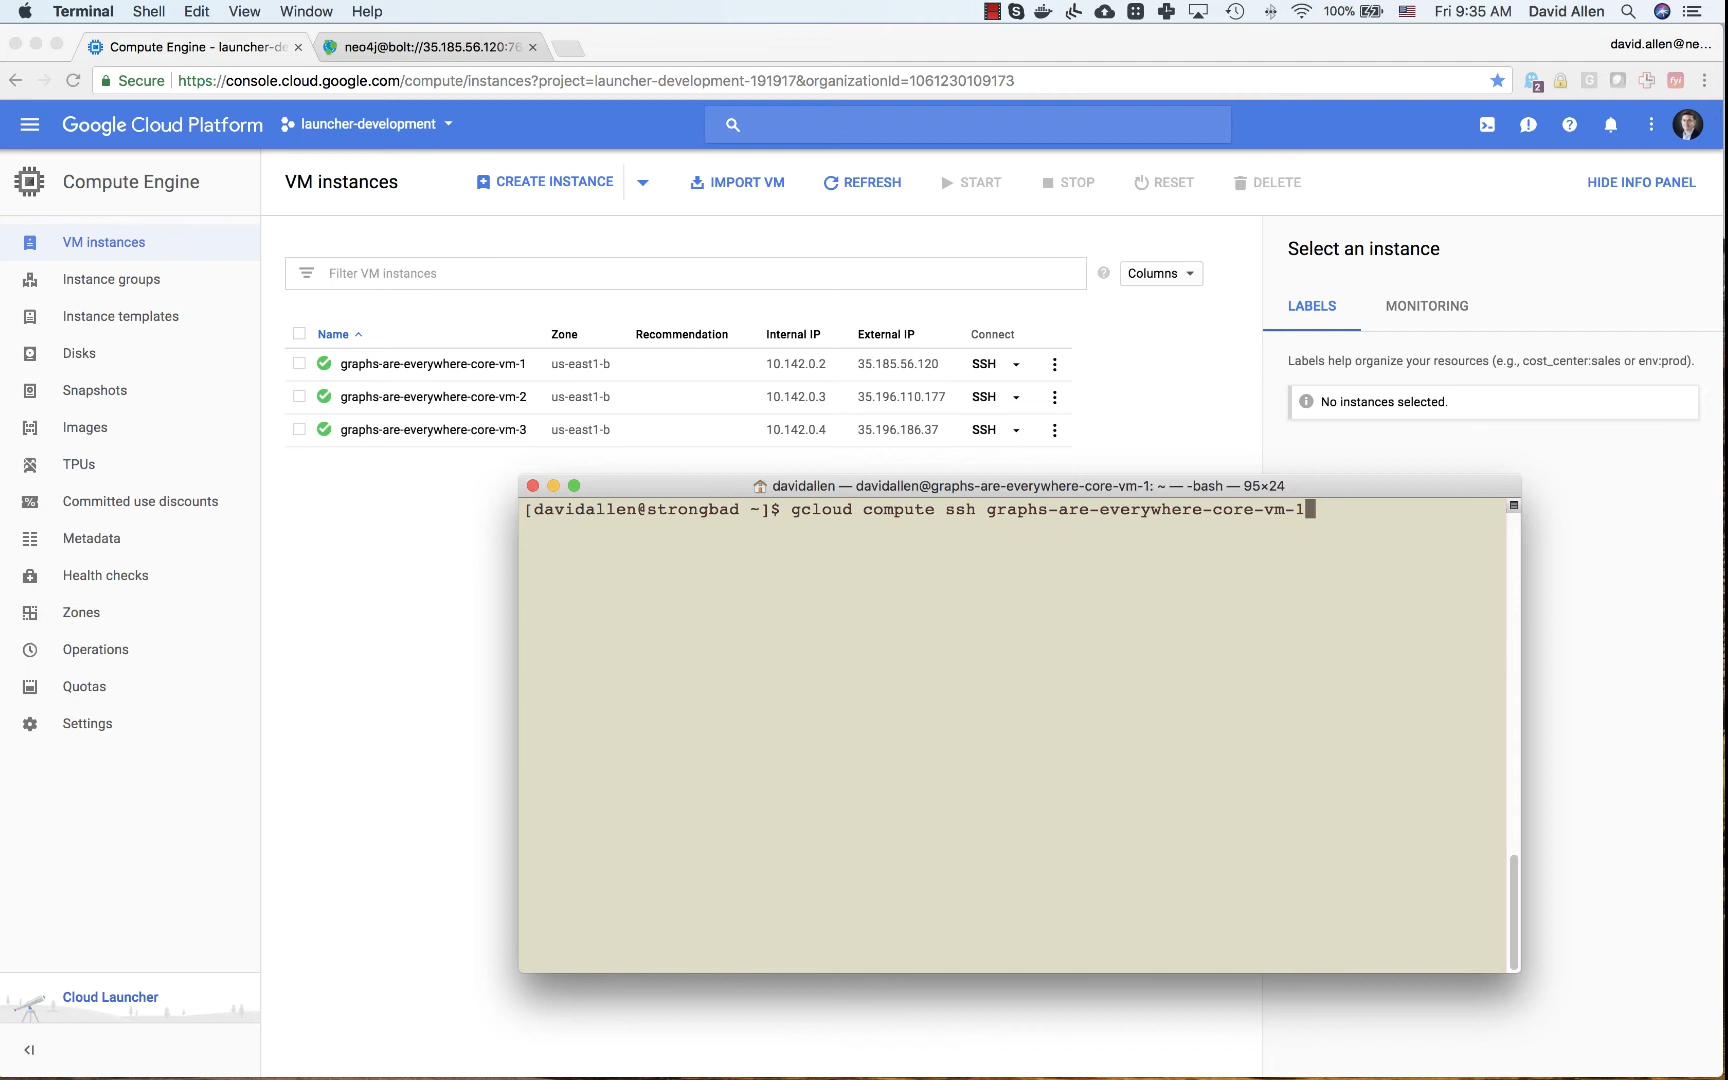 Terminal Shell Edit View Window Help 100% Fri 9:35 AM David Allen
Compute Engine - launcher-de neo4j@bolt://35.185.56.120:76 david.allen@ne...
Secure https://console.cloud.google.com/compute/instances?project=launcher-development-191917&organizationId=1061230109173 2 G fyi
Google Cloud Platform launcher-development
Compute Engine
VM instances CREATE INSTANCE IMPORT VM REFRESH START STOP RESET DELETE HIDE INFO PANEL
VM instances
Instance groups
Instance templates
Disks
Snapshots
Images
TPUs
Committed use discounts
Metadata
Health checks
Zones
Operations
Quotas
Settings
Cloud Launcher
Filter VM instances Columns
Name Zone Recommendation Internal IP External IP Connect
graphs-are-everywhere-core-vm-1 us-east1-b 10.142.0.2 35.185.56.120 SSH
graphs-are-everywhere-core-vm-2 us-east1-b 10.142.0.3 35.196.110.177 SSH
graphs-are-everywhere-core-vm-3 us-east1-b 10.142.0.4 35.196.186.37 SSH
Select an instance
LABELS MONITORING
Labels help organize your resources (e.g., cost_center:sales or env:prod).
No instances selected.
davidallen — davidallen@graphs-are-everywhere-core-vm-1: ~ — -bash — 95×24
[davidallen@strongbad ~]$ gcloud compute ssh graphs-are-everywhere-core-vm-1